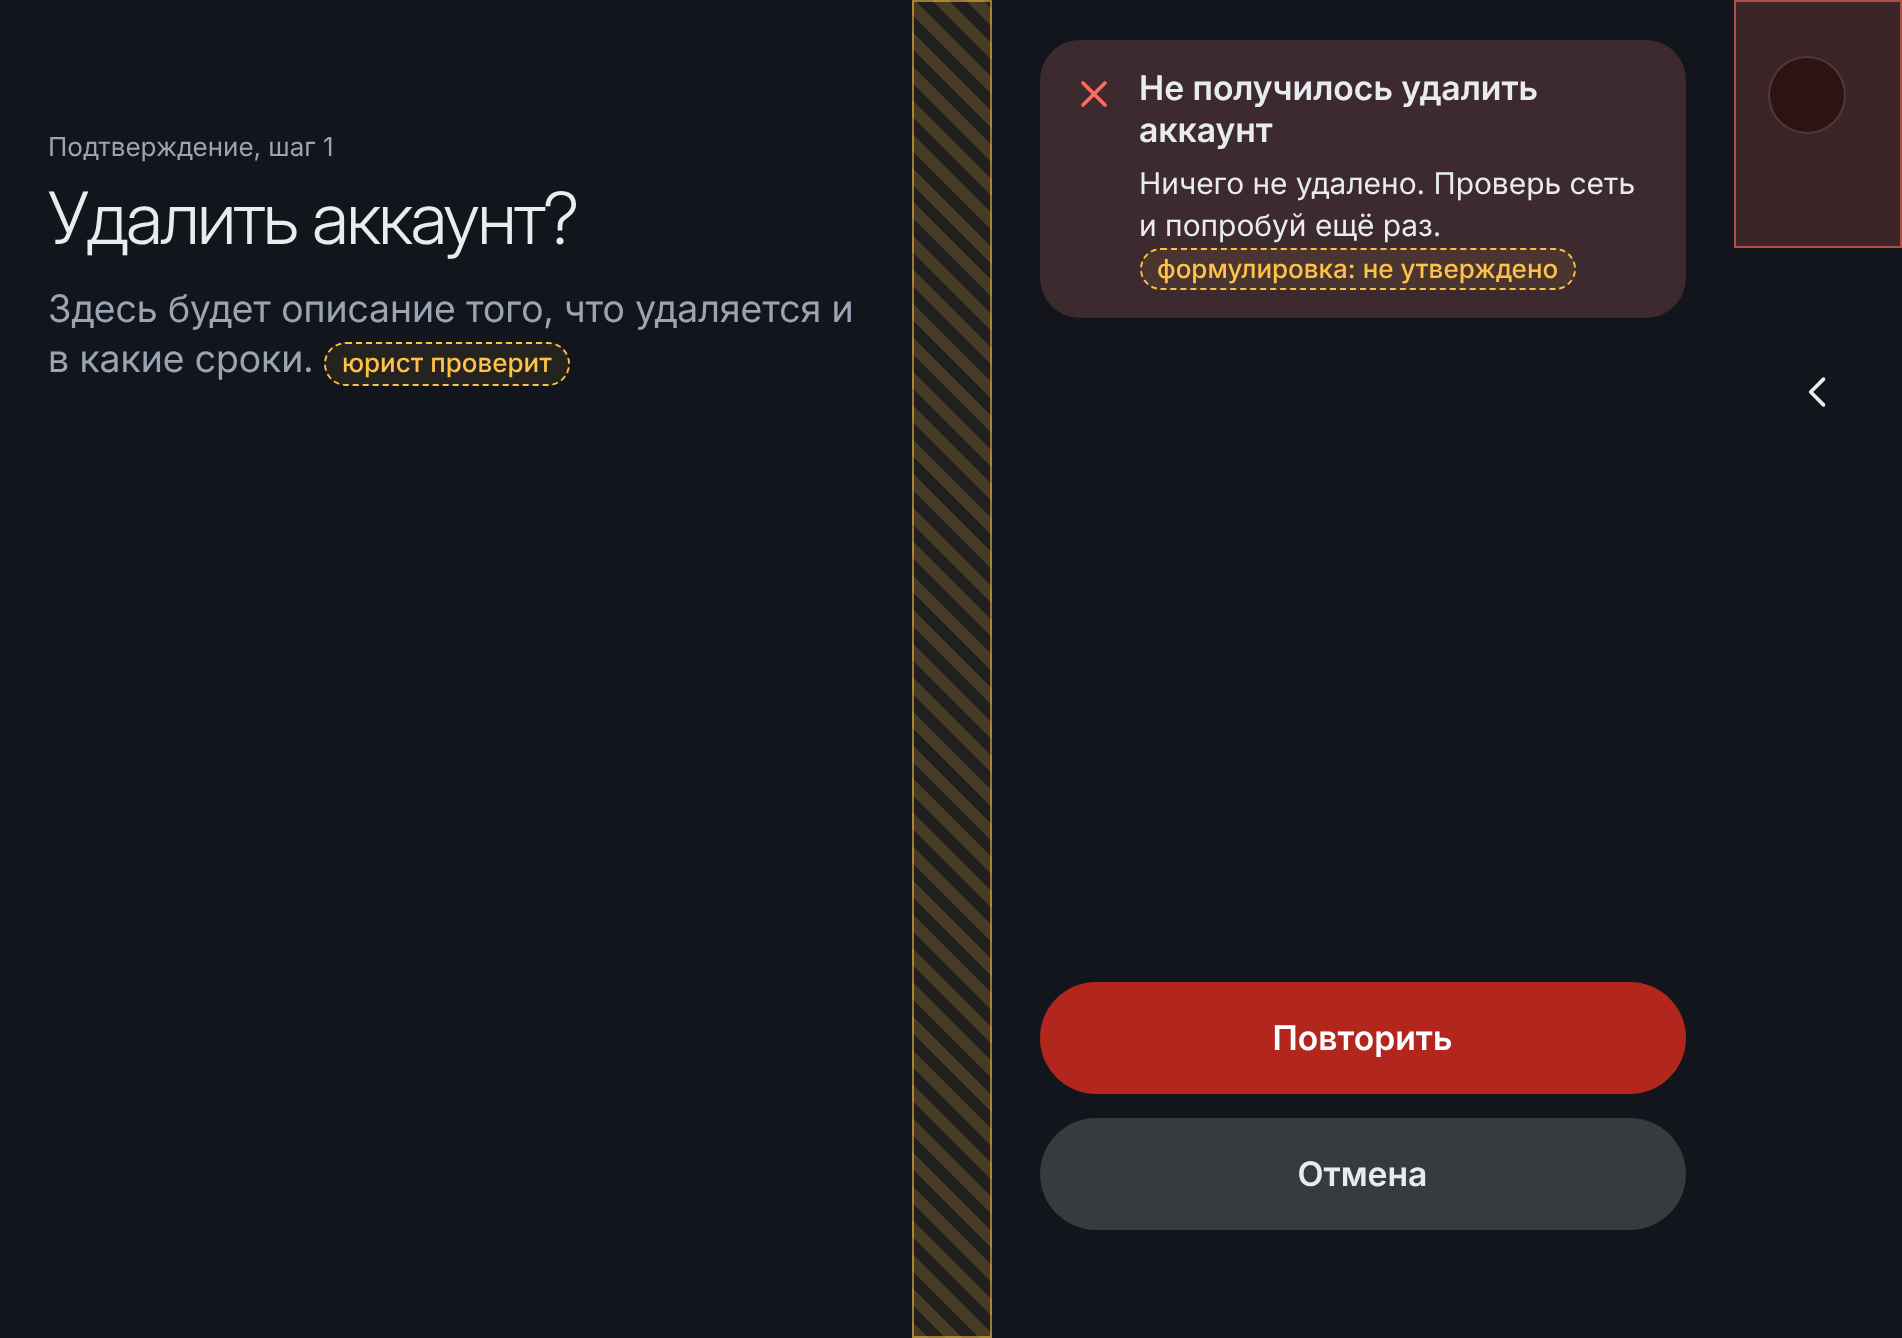 Подтверждение, шаг 1
Удалить аккаунт?
Здесь будет описание того, что удаляется и
в какие сроки. юрист проверит
Не получилось удалить
аккаунт
Ничего не удалено. Проверь сеть
и попробуй ещё раз.
формулировка: не утверждено
Повторить
Отмена